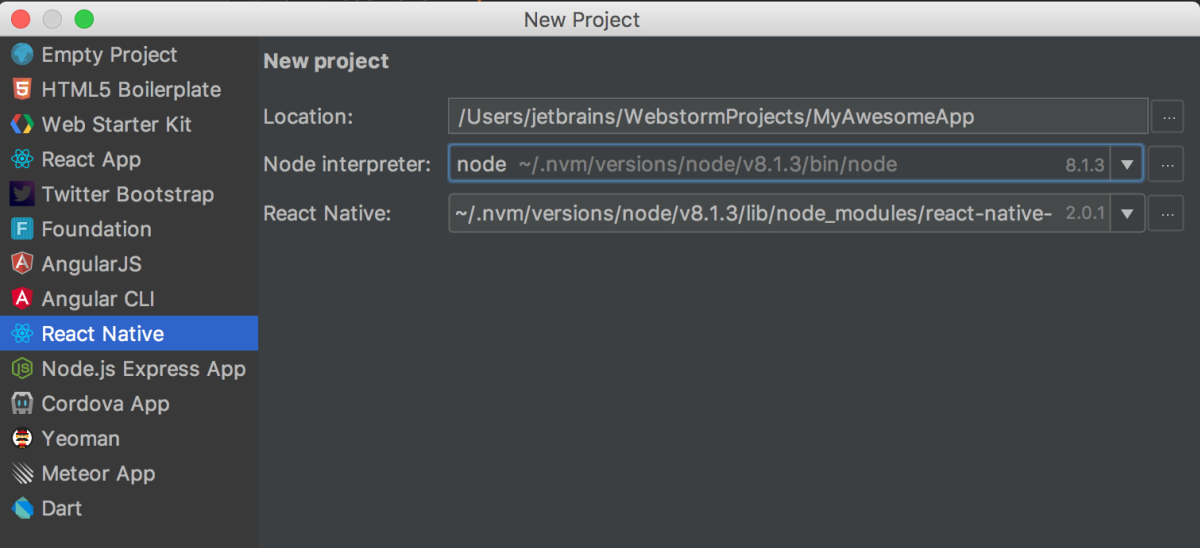 New Project
Empty Project
HTML5 Boilerplate
Web Starter Kit
React App
Twitter Bootstrap
Foundation
AngularJS
Angular CLI
React Native
Node.js Express App
Cordova App
Yeoman
Meteor App
Dart
New project
Location: /Users/jetbrains/WebstormProjects/MyAwesomeApp ...
Node interpreter: node ~/.nvm/versions/node/v8.1.3/bin/node 8.1.3 ...
React Native: ~/.nvm/versions/node/v8.1.3/lib/node_modules/react-native- 2.0.1 ...